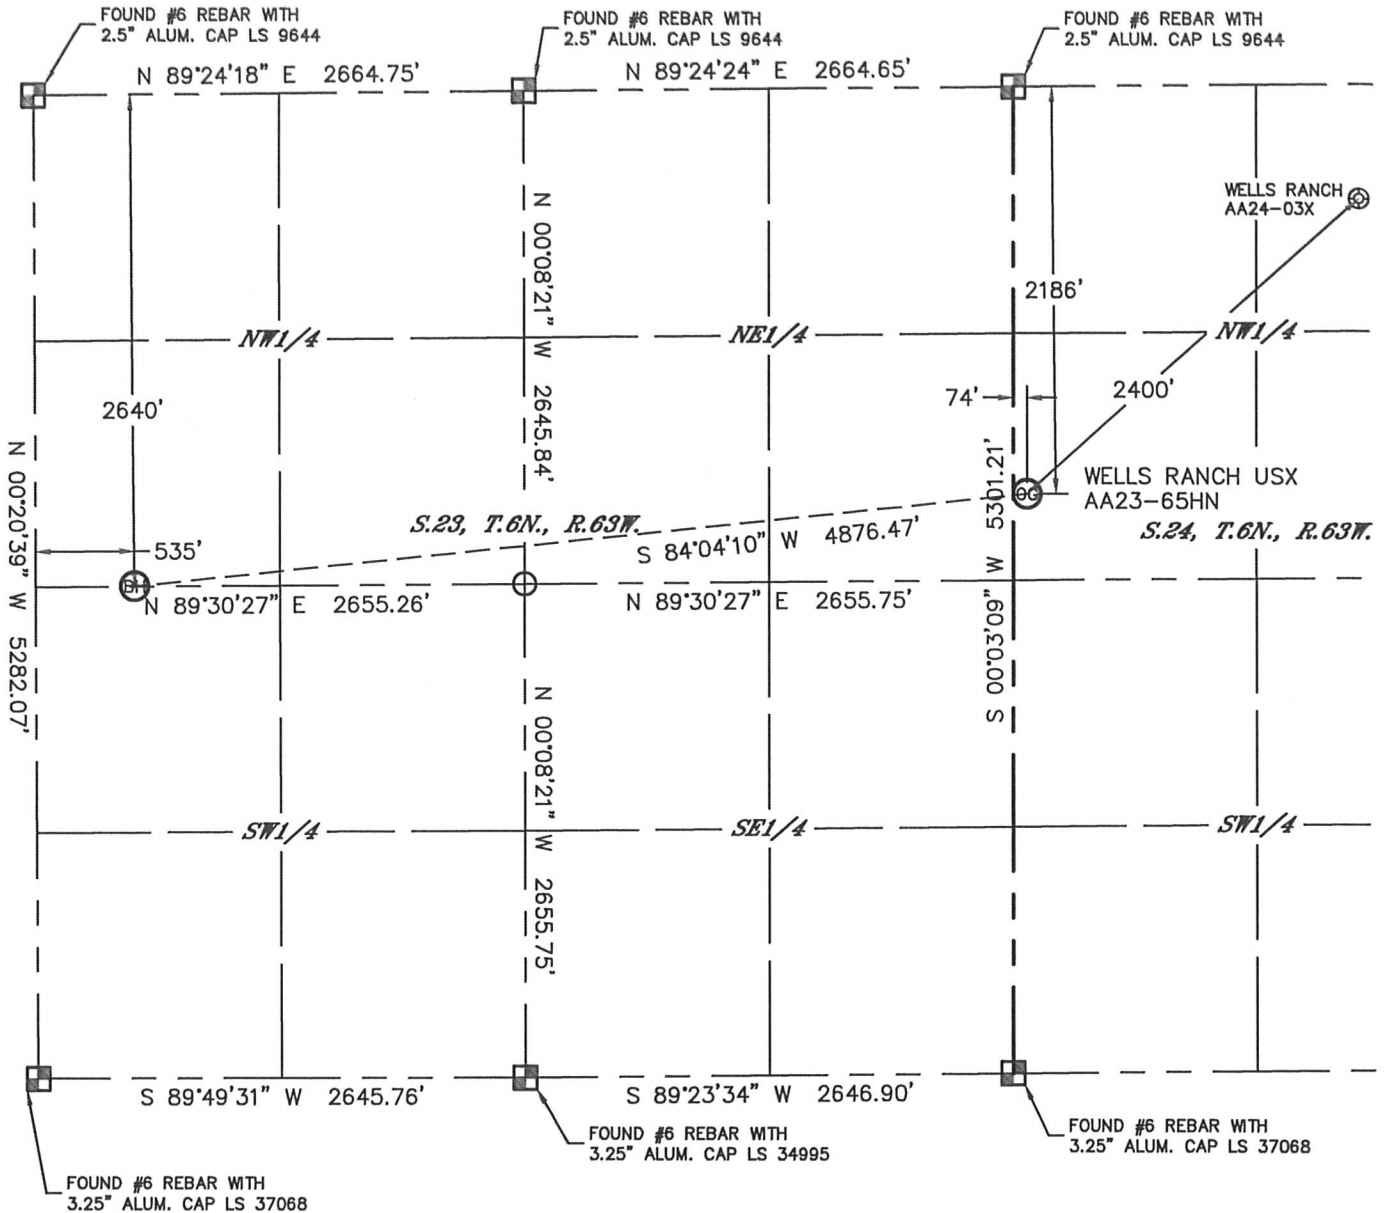 FOUND #6 REBAR WITH
2.5" ALUM. CAP LS 9644
FOUND #6 REBAR WITH
2.5" ALUM. CAP LS 9644
FOUND #6 REBAR WITH
2.5" ALUM. CAP LS 9644
N 89°24'18" E 2664.75'
N 89°24'24" E 2664.65'
WELLS RANCH
AA24-03X
N 00°08'21" W 2645.84'
2186'
NW1/4
NE1/4
NW1/4
2640'
74'
2400'
N 00°20'39" W 5282.07'
S 00°03'09" W 5301.21'
WELLS RANCH USX
AA23-65HN
S.23, T.6N., R.63W.
S.24, T.6N., R.63W.
S 84°04'10" W 4876.47'
535'
BH
N 89°30'27" E 2655.26'
N 89°30'27" E 2655.75'
N 00°08'21" W 2655.75'
SW1/4
SE1/4
SW1/4
S 89°49'31" W 2645.76'
S 89°23'34" W 2646.90'
FOUND #6 REBAR WITH
3.25" ALUM. CAP LS 34995
FOUND #6 REBAR WITH
3.25" ALUM. CAP LS 37068
FOUND #6 REBAR WITH
3.25" ALUM. CAP LS 37068